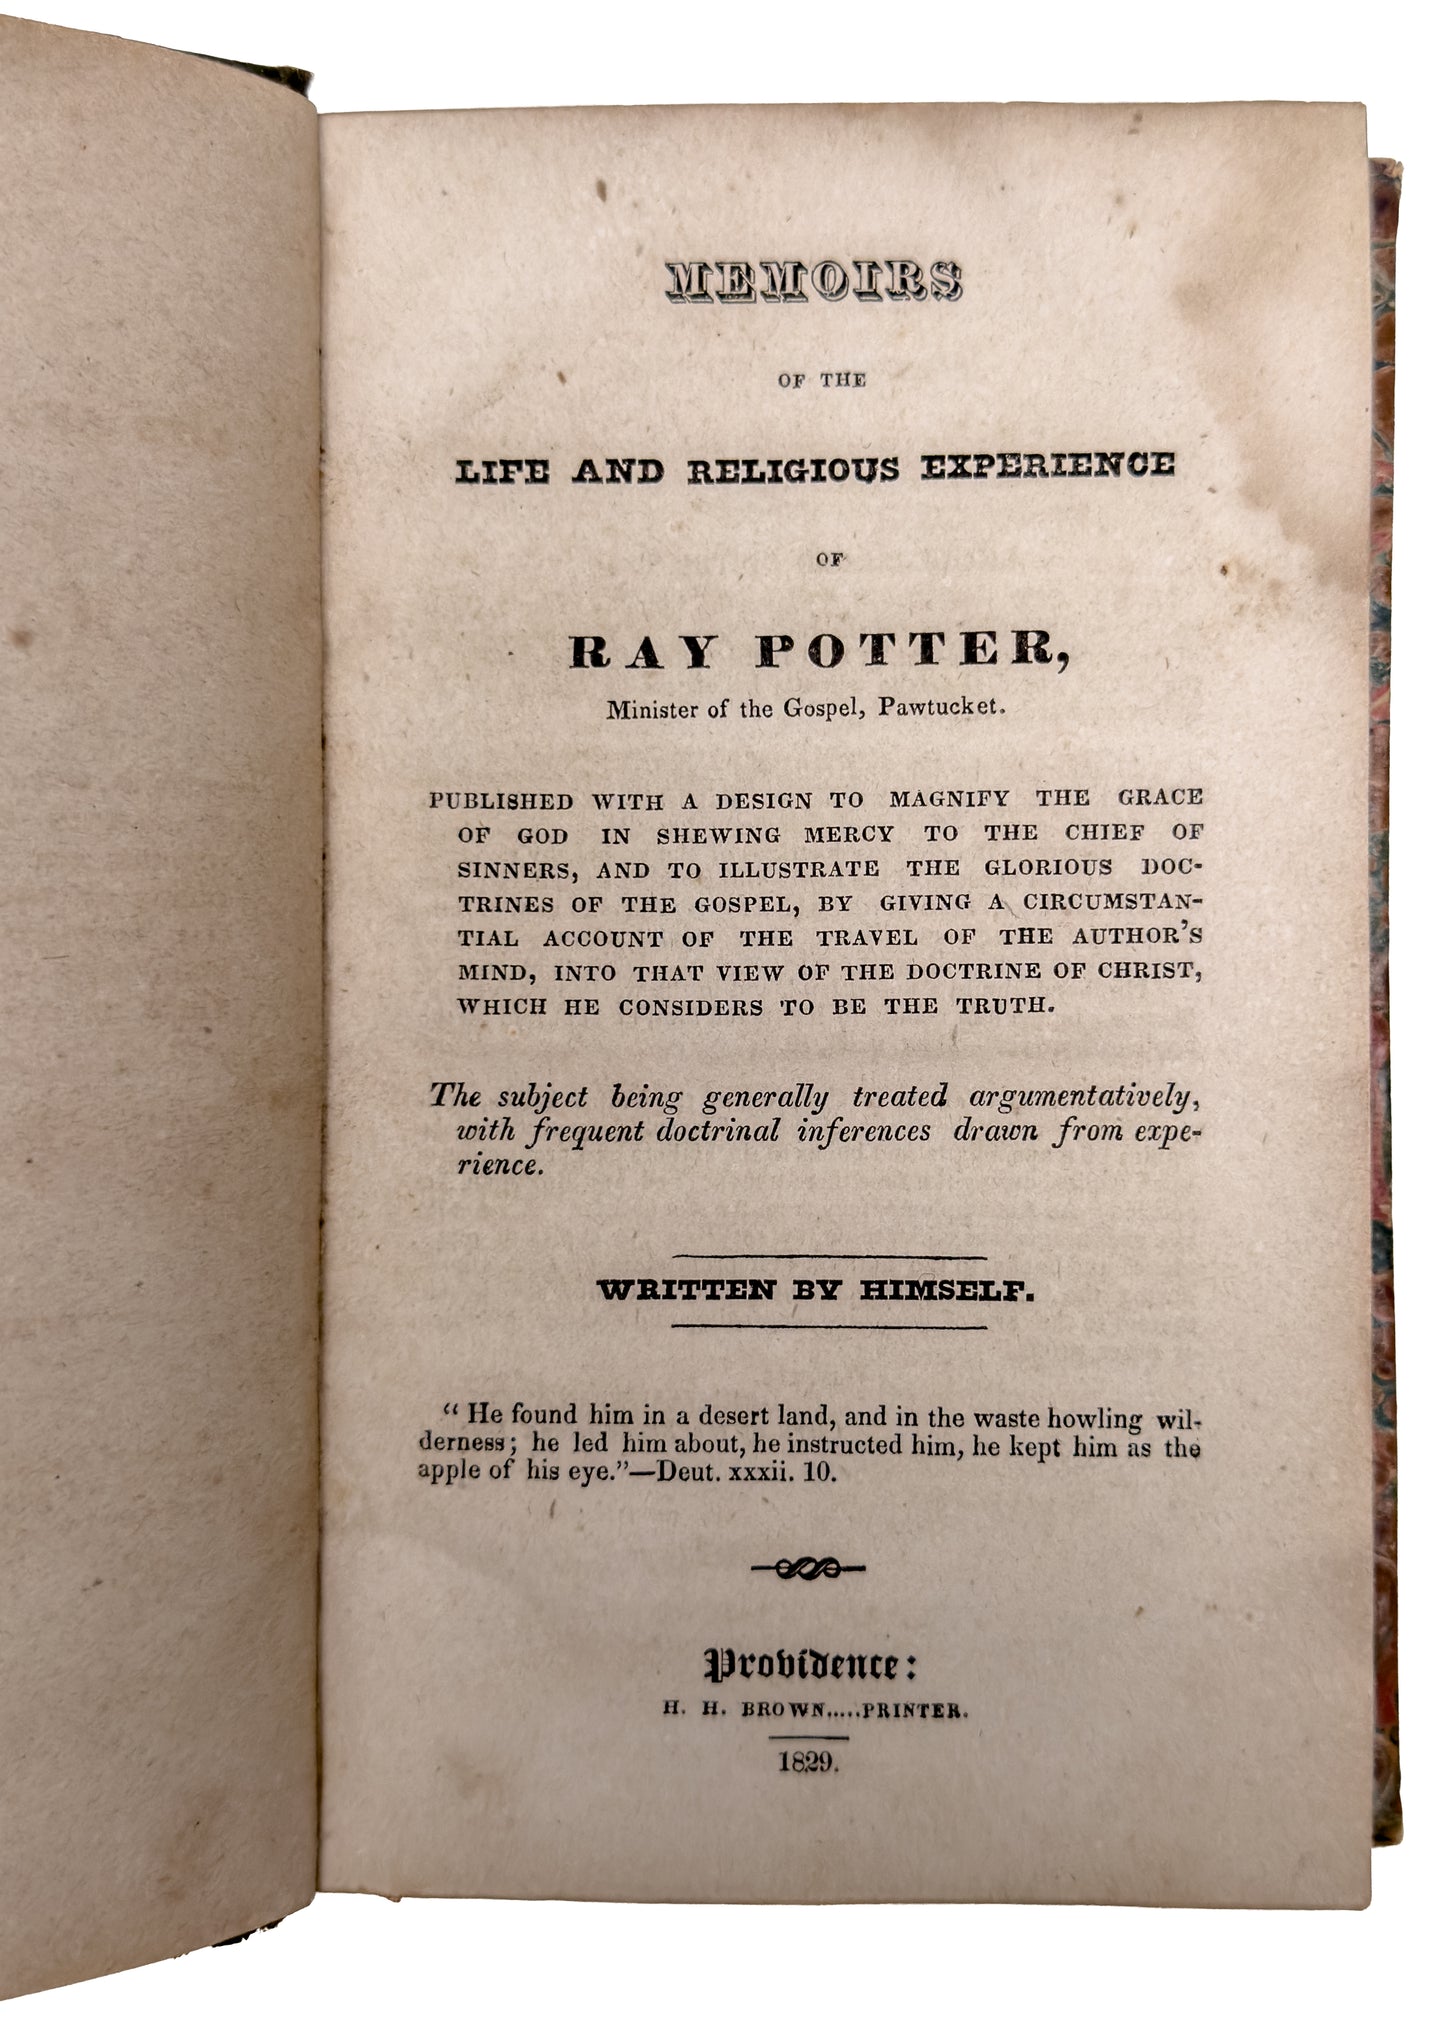 MEMOIRS
OF THE
LIFE AND RELIGIOUS EXPERIENCE
OF
RAY POTTER,
Minister of the Gospel, Pawtucket.
PUBLISHED WITH A DESIGN TO MAGNIFY THE GRACE
OF GOD IN SHEWING MERCY TO THE CHIEF OF
SINNERS, AND TO ILLUSTRATE THE GLORIOUS DOC-
TRINES OF THE GOSPEL, BY GIVING A CIRCUMSTAN-
TIAL ACCOUNT OF THE TRAVEL OF THE AUTHOR'S
MIND, INTO THAT VIEW OF THE DOCTRINE OF CHRIST,
WHICH HE CONSIDERS TO BE THE TRUTH.
The subject being generally treated argumentatively,
with frequent doctrinal inferences drawn from expe-
rience.
WRITTEN BY HIMSELF.
“ He found him in a desert land, and in the waste howling wil-
derness; he led him about, he instructed him, he kept him as the
apple of his eye.”—Deut. xxxii. 10.
Providence:
H. H. BROWN.....PRINTER.
1829.